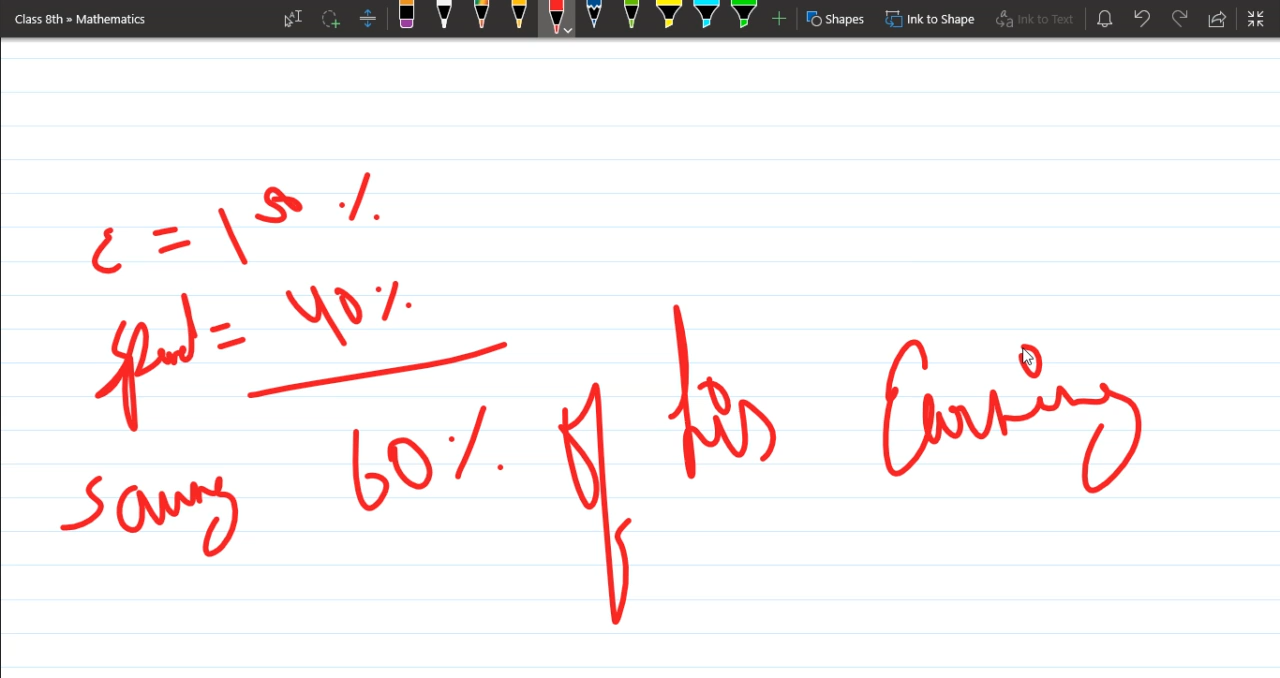 Class 8th » Mathematics
Shapes
Ink to Shape
Ink to Text
ε = 100 %
Spend = 40%
Saving 60% of his Earning